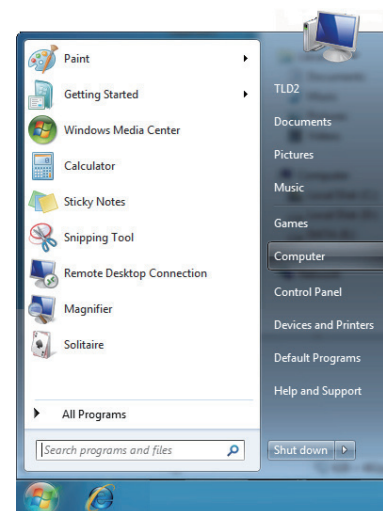 Paint
Getting Started
Windows Media Center
Calculator
Sticky Notes
Snipping Tool
Remote Desktop Connection
Magnifier
Solitaire
All Programs
Search programs and files
TLD2
Documents
Pictures
Music
Games
Computer
Control Panel
Devices and Printers
Default Programs
Help and Support
Shut down